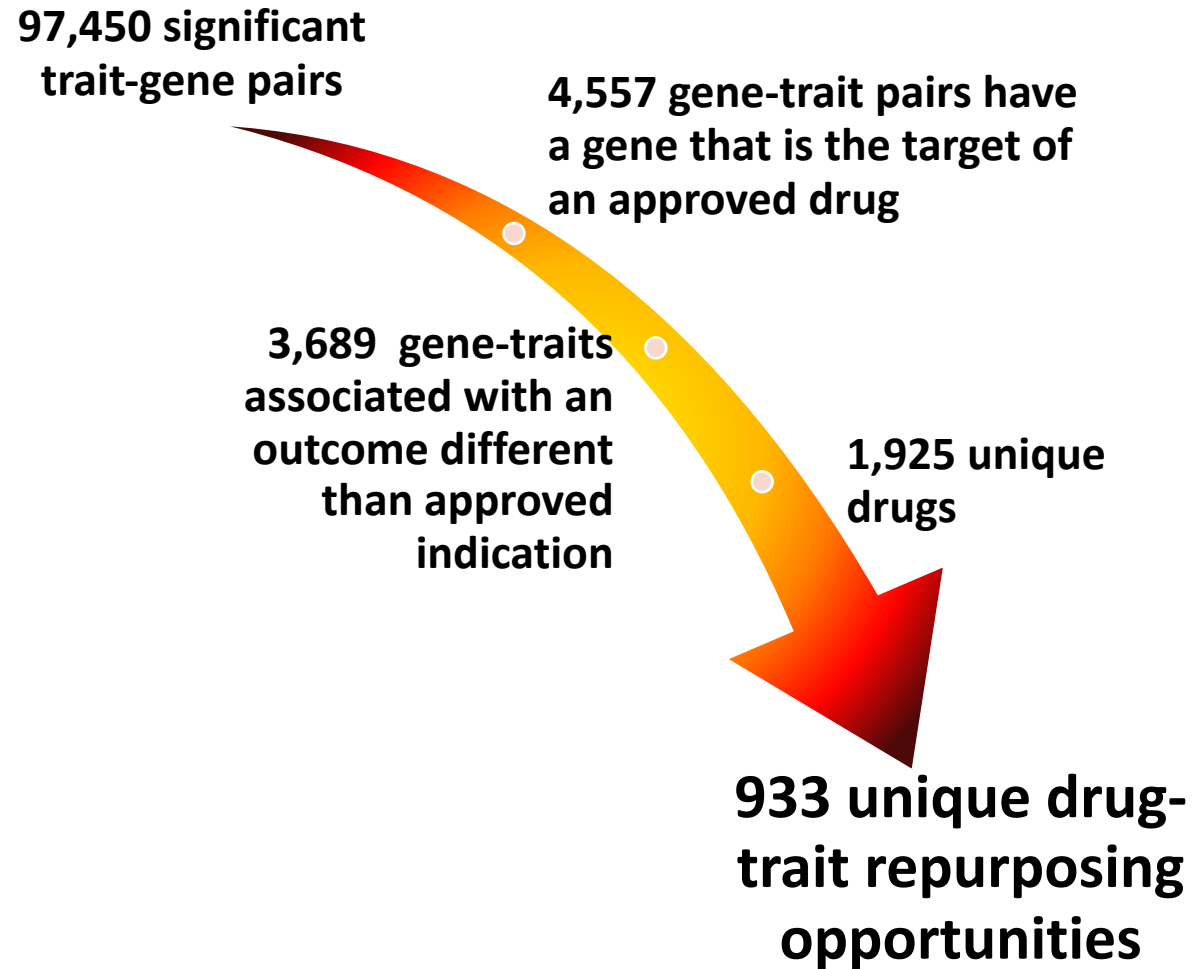 97,450 significant
trait-gene pairs
4,557 gene-trait pairs have
a gene that is the target of
an approved drug
3,689  gene-traits
associated with an
outcome different
than approved
indication
1,925 unique
drugs
933 unique drug-
trait repurposing
opportunities